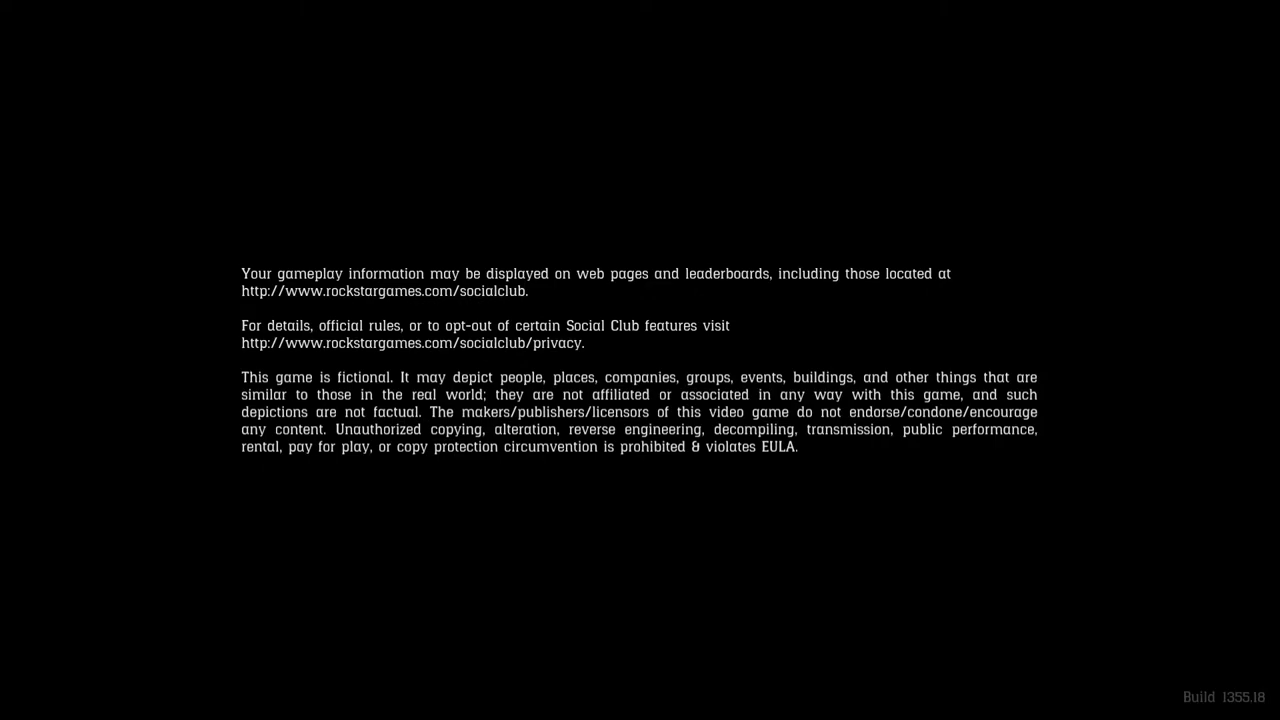 Your gameplay information may be displayed on web pages and leaderboards, including those located at
http://www.rockstargames.com/socialclub.
For details, official rules, or to opt-out of certain Social Club features visit
http://www.rockstargames.com/socialclub/privacy.
This game is fictional. It may depict people, places, companies, groups, events, buildings, and other things that are
similar to those in the real world; they are not affiliated or associated in any way with this game, and such
depictions are not factual. The makers/publishers/licensors of this video game do not endorse/condone/encourage
any content. Unauthorized copying, alteration, reverse engineering, decompiling, transmission, public performance,
rental, pay for play, or copy protection circumvention is prohibited & violates EULA.
Build 1355.18